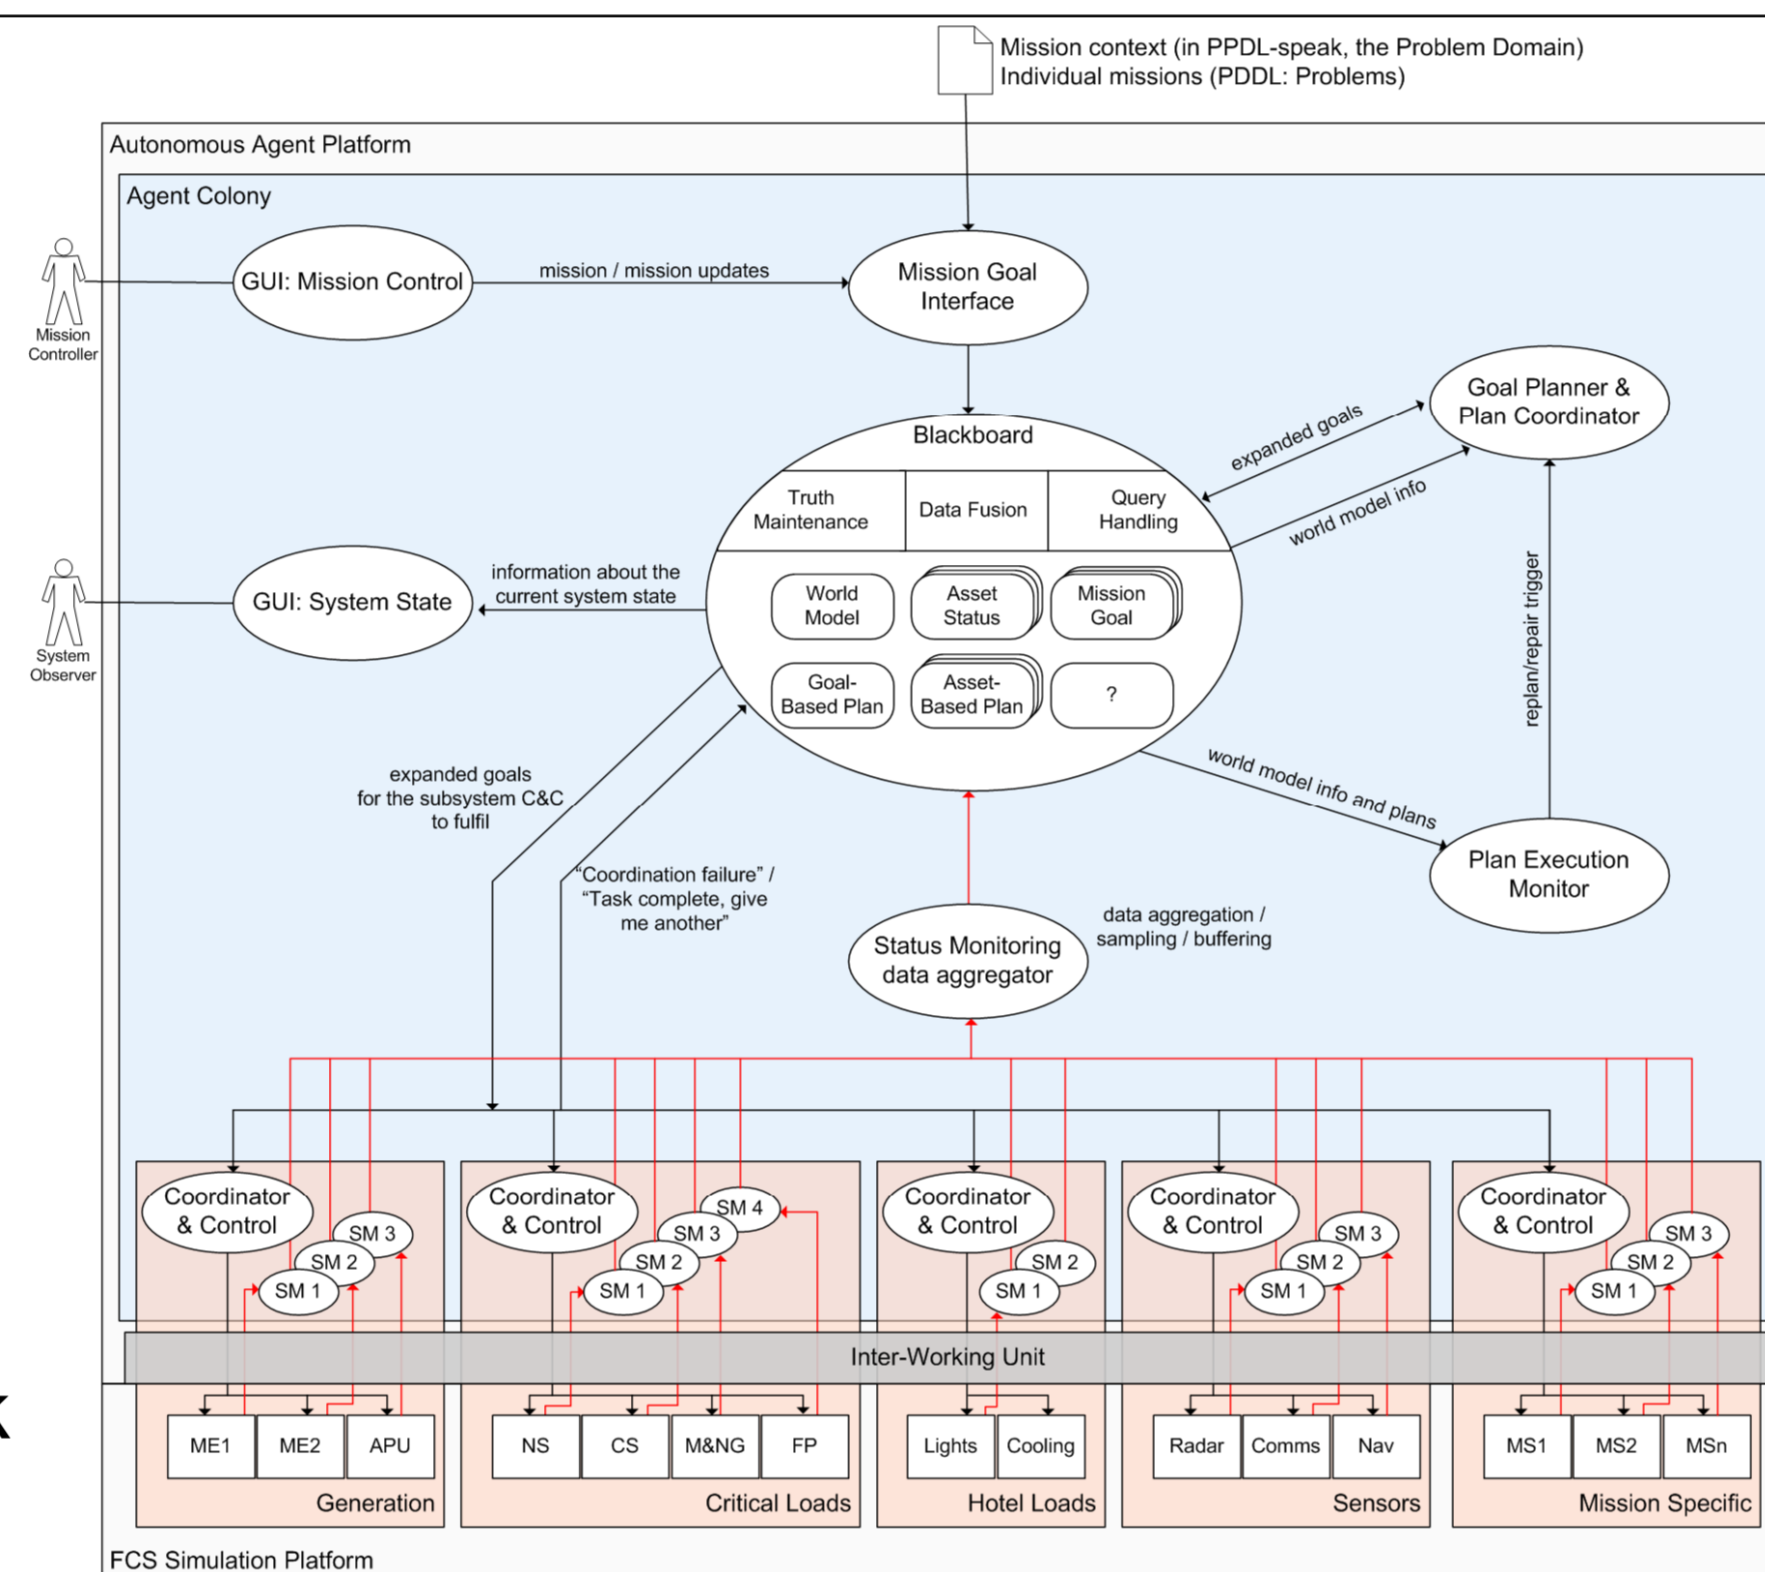 Mission context (in PPDL-speak, the Problem Domain)
Individual missions (PDDL: Problems)
Autonomous Agent Platform
Agent Colony
GUI: Mission Control
mission / mission updates
Mission Goal
Interface
Mission
Controller
Goal Planner &
Plan Coordinator
expanded goals
world model info
Blackboard
Truth
Maintenance
Data Fusion
Query
Handling
World
Model
Asset
Status
Mission
Goal
Goal-
Based Plan
Asset-
Based Plan
?
information about the
current system state
GUI: System State
System
Observer
replan/repair trigger
expanded goals
for the subsystem C&C
to fulfil
“Coordination failure” /
“Task complete, give
me another”
world model info and plans
Plan Execution
Monitor
Status Monitoring
data aggregator
data aggregation /
sampling / buffering
Coordinator
& Control
SM 1
SM 2
SM 3
Coordinator
& Control
SM 1
SM 2
SM 3
SM 4
Coordinator
& Control
SM 1
SM 2
Coordinator
& Control
SM 1
SM 2
SM 3
Coordinator
& Control
SM 1
SM 2
SM 3
Inter-Working Unit
ME1
ME2
APU
Generation
NS
CS
M&NG
FP
Critical Loads
Lights
Cooling
Hotel Loads
Radar
Comms
Nav
Sensors
MS1
MS2
MSn
Mission Specific
FCS Simulation Platform